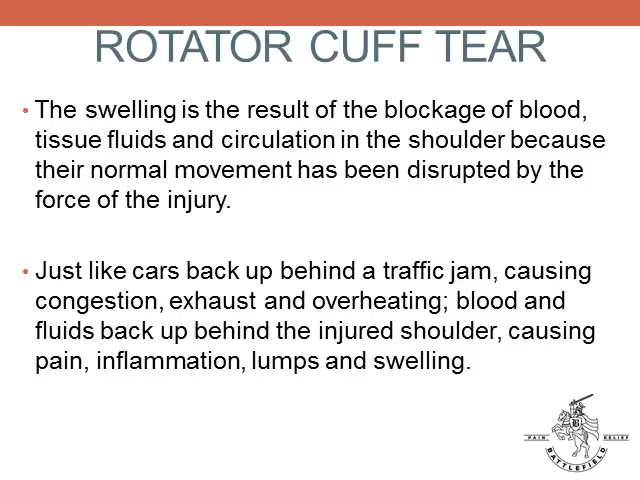 ROTATOR CUFF TEAR
• The swelling is the result of the blockage of blood,
tissue fluids and circulation in the shoulder because
their normal movement has been disrupted by the
force of the injury.
• Just like cars back up behind a traffic jam, causing
congestion, exhaust and overheating; blood and
fluids back up behind the injured shoulder, causing
pain, inflammation, lumps and swelling.
B
PAIN RELIEF
BATTLEFIELD